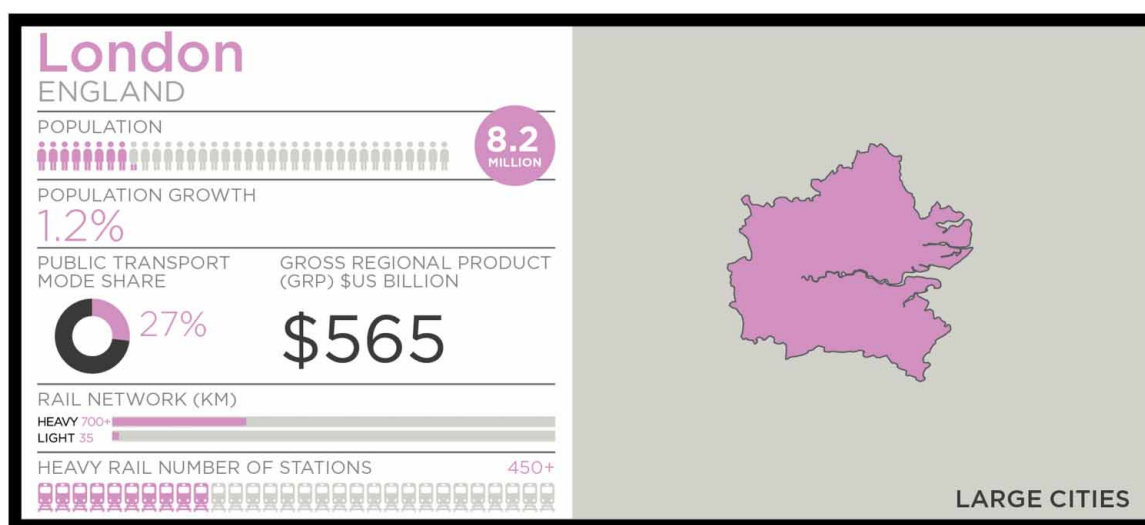 London
ENGLAND
POPULATION
8.2
MILLION
POPULATION GROWTH
1.2%
PUBLIC TRANSPORT
MODE SHARE
27%
GROSS REGIONAL PRODUCT
(GRP) $US BILLION
$565
RAIL NETWORK (KM)
HEAVY 700+
LIGHT 35
HEAVY RAIL NUMBER OF STATIONS 450+
LARGE CITIES